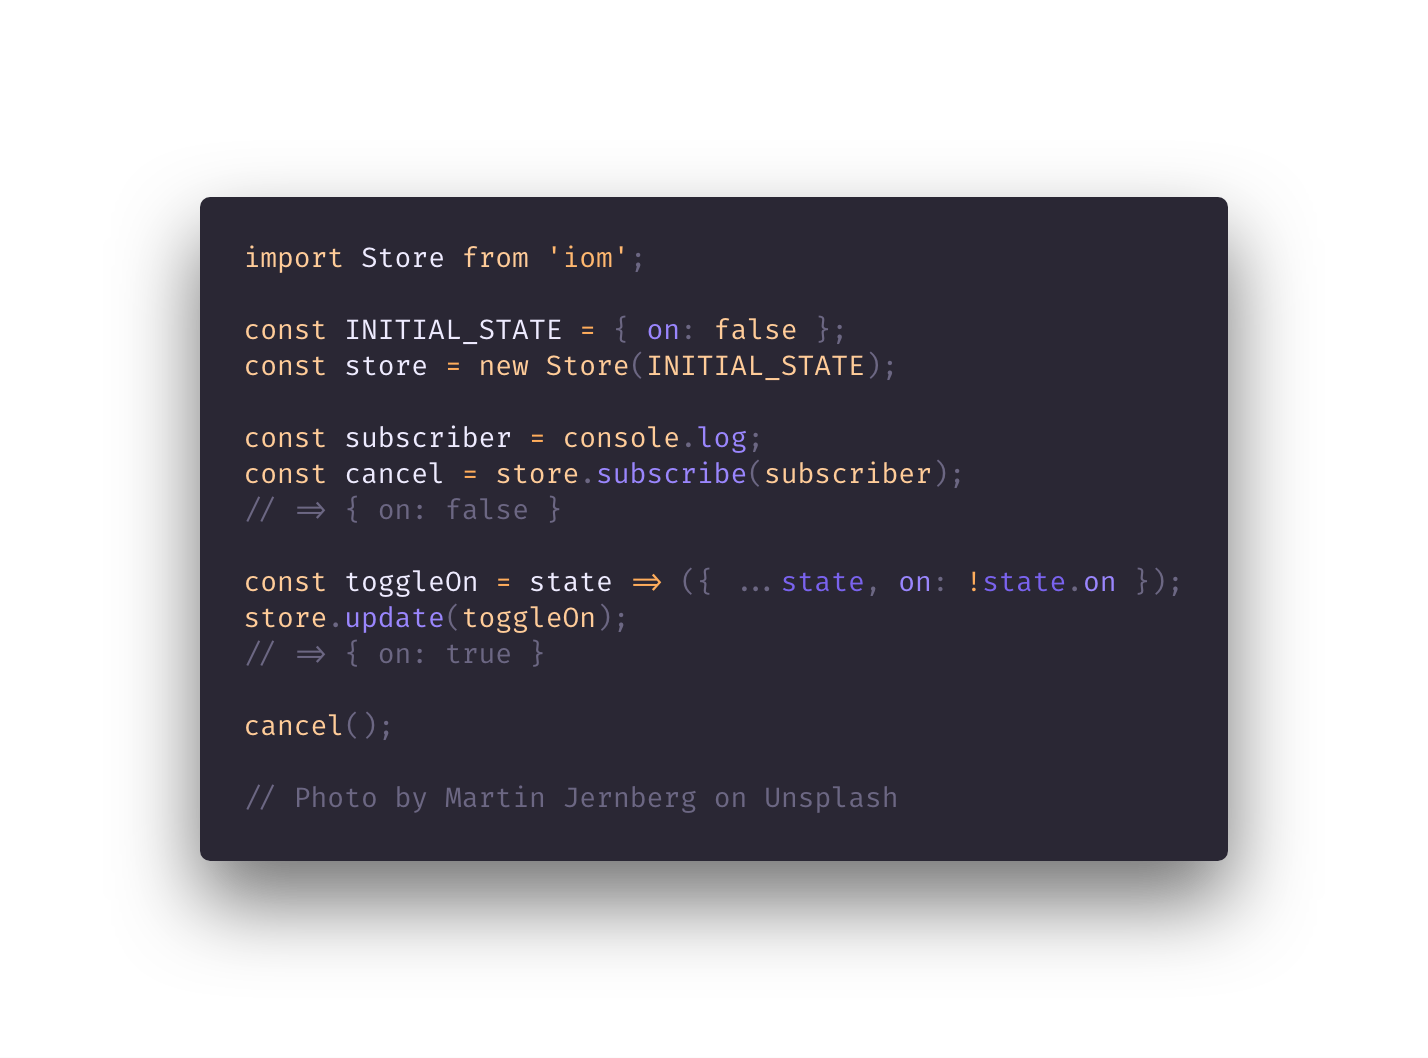 import Store from 'iom';
const INITIAL_STATE = { on: false };
const store = new Store(INITIAL_STATE);
const subscriber = console.log;
const cancel = store.subscribe(subscriber);
// => { on: false }
const toggleOn = state => ({ ...state, on: !state.on });
store.update(toggleOn);
// => { on: true }
cancel();
// Photo by Martin Jernberg on Unsplash